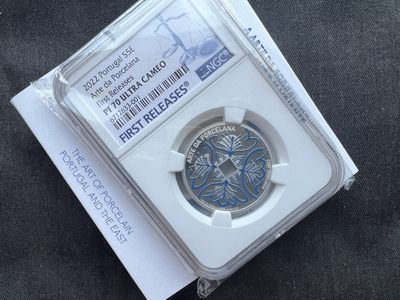 2022 Portugal S5E
Arte da Porcelana
First Releases
PF 70 ULTRA CAMEO
NGC
FIRST RELEASES®
ARTE DA PORCELANA
THE ART OF PORCELAIN
PORTUGAL AND THE EAST